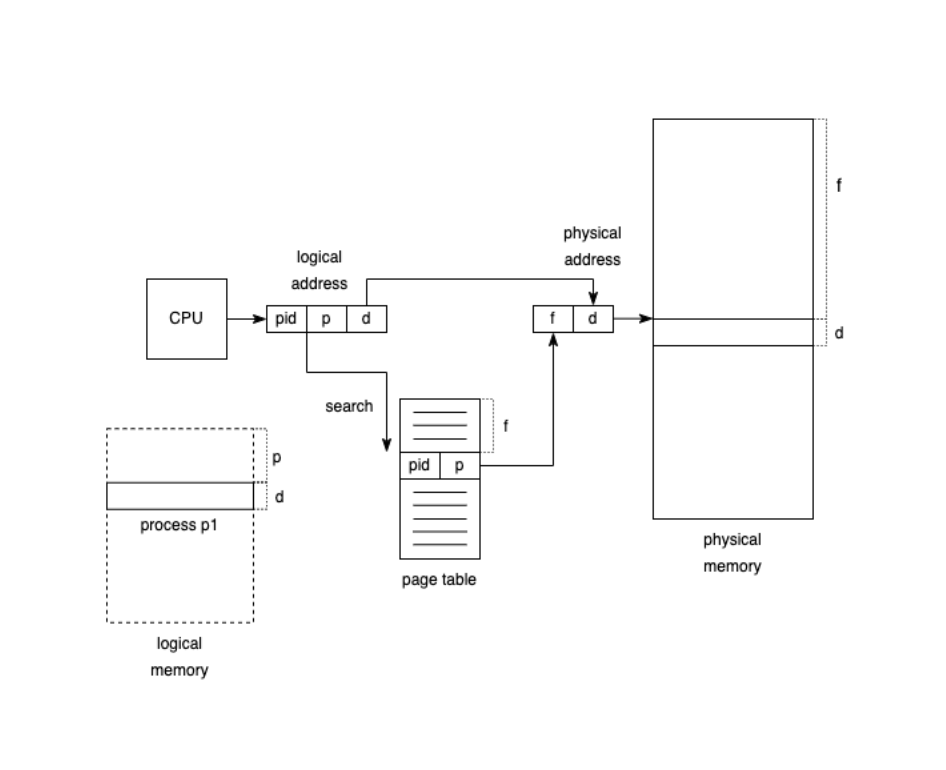 f
physical
address
logical
address
CPU
pid p d
f d
d
search
f
p
pid p
d
process p1
physical
memory
page table
logical
memory